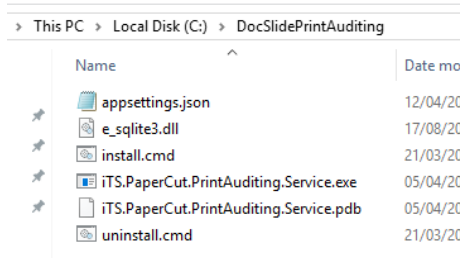 This PC > Local Disk (C:) > DocSlidePrintAuditing
Name Date mo
appsettings.json 12/04/20
e_sqlite3.dll 17/08/20
install.cmd 21/03/20
iTS.PaperCut.PrintAuditing.Service.exe 05/04/20
iTS.PaperCut.PrintAuditing.Service.pdb 05/04/20
uninstall.cmd 21/03/20